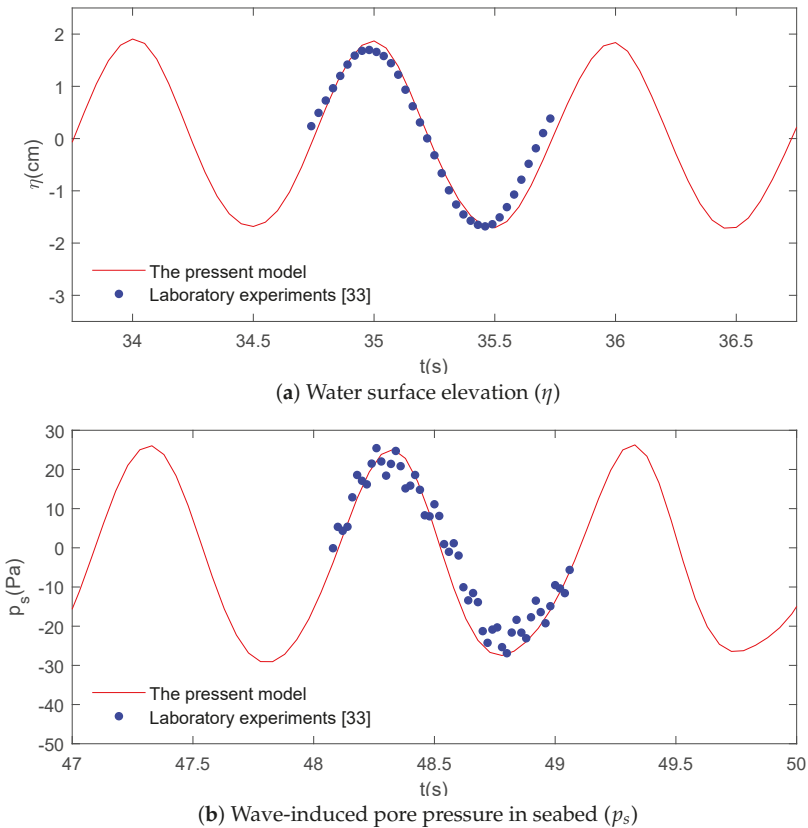 2
1
0
-1
-2
-3
η(cm)
The pressent model
Laboratory experiments [33]
34 34.5 35 35.5 36 36.5
t(s)
(a) Water surface elevation (η)
30
20
10
0
-10
-20
-30
-40
-50
p_s(Pa)
The pressent model
Laboratory experiments [33]
47 47.5 48 48.5 49 49.5 50
t(s)
(b) Wave-induced pore pressure in seabed (p_s)